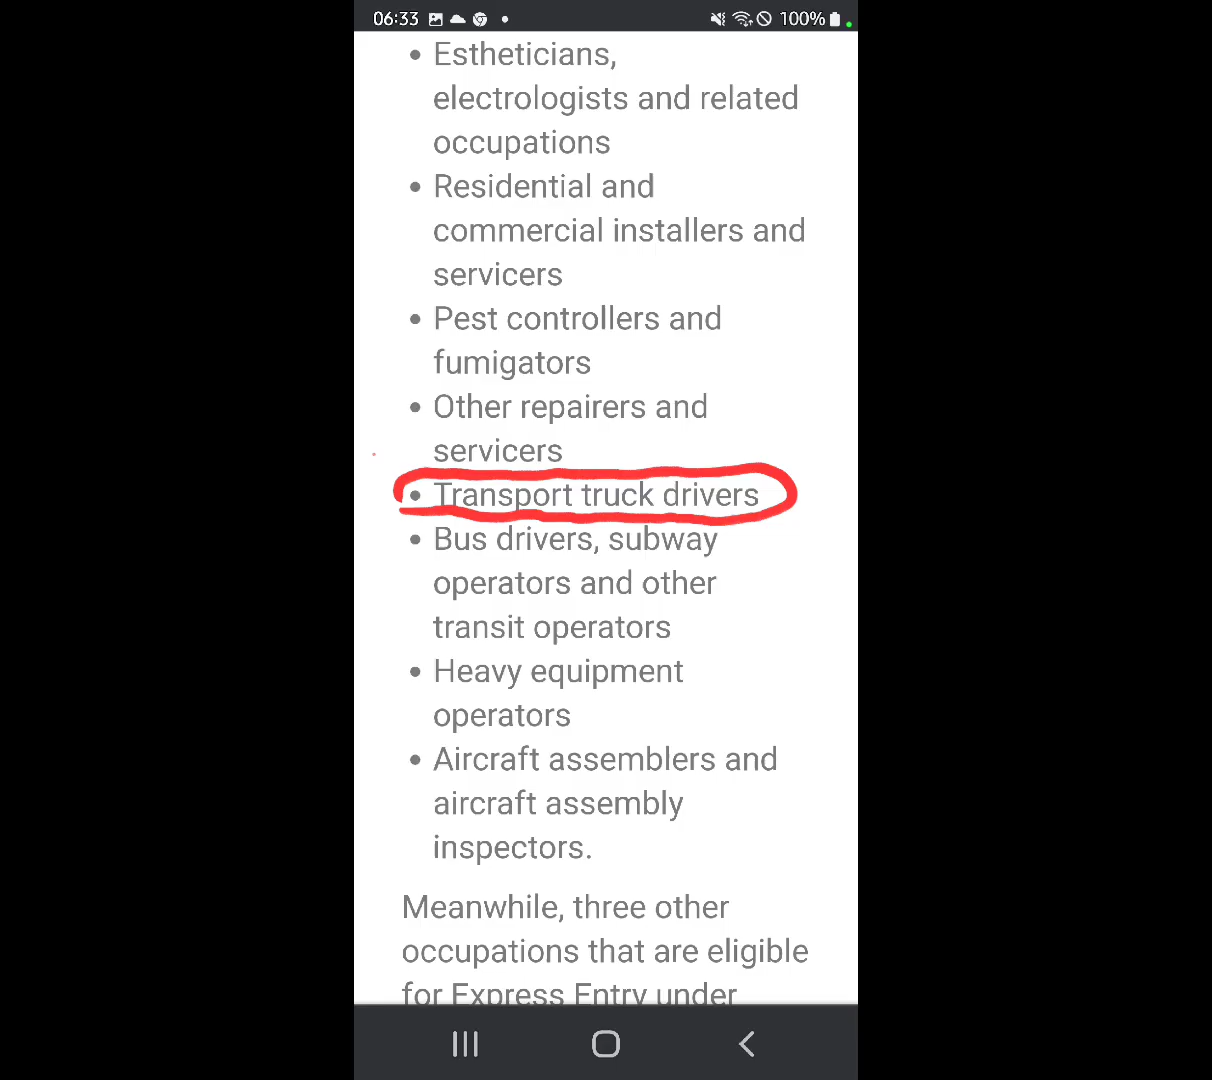 06:33
100%
• Estheticians,
electrologists and related
occupations
• Residential and
commercial installers and
servicers
• Pest controllers and
fumigators
• Other repairers and
servicers
• Transport truck drivers
• Bus drivers, subway
operators and other
transit operators
• Heavy equipment
operators
• Aircraft assemblers and
aircraft assembly
inspectors.
Meanwhile, three other
occupations that are eligible
for Express Entry under